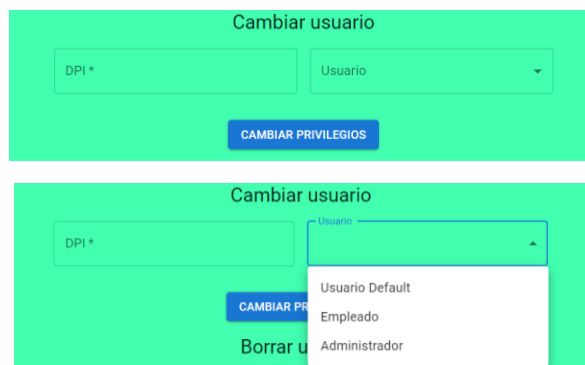 Cambiar usuario
DPI * Usuario
CAMBIAR PRIVILEGIOS
Cambiar usuario
Usuario
DPI *
Usuario Default
CAMBIAR PR
Empleado
Borrar u
Administrador